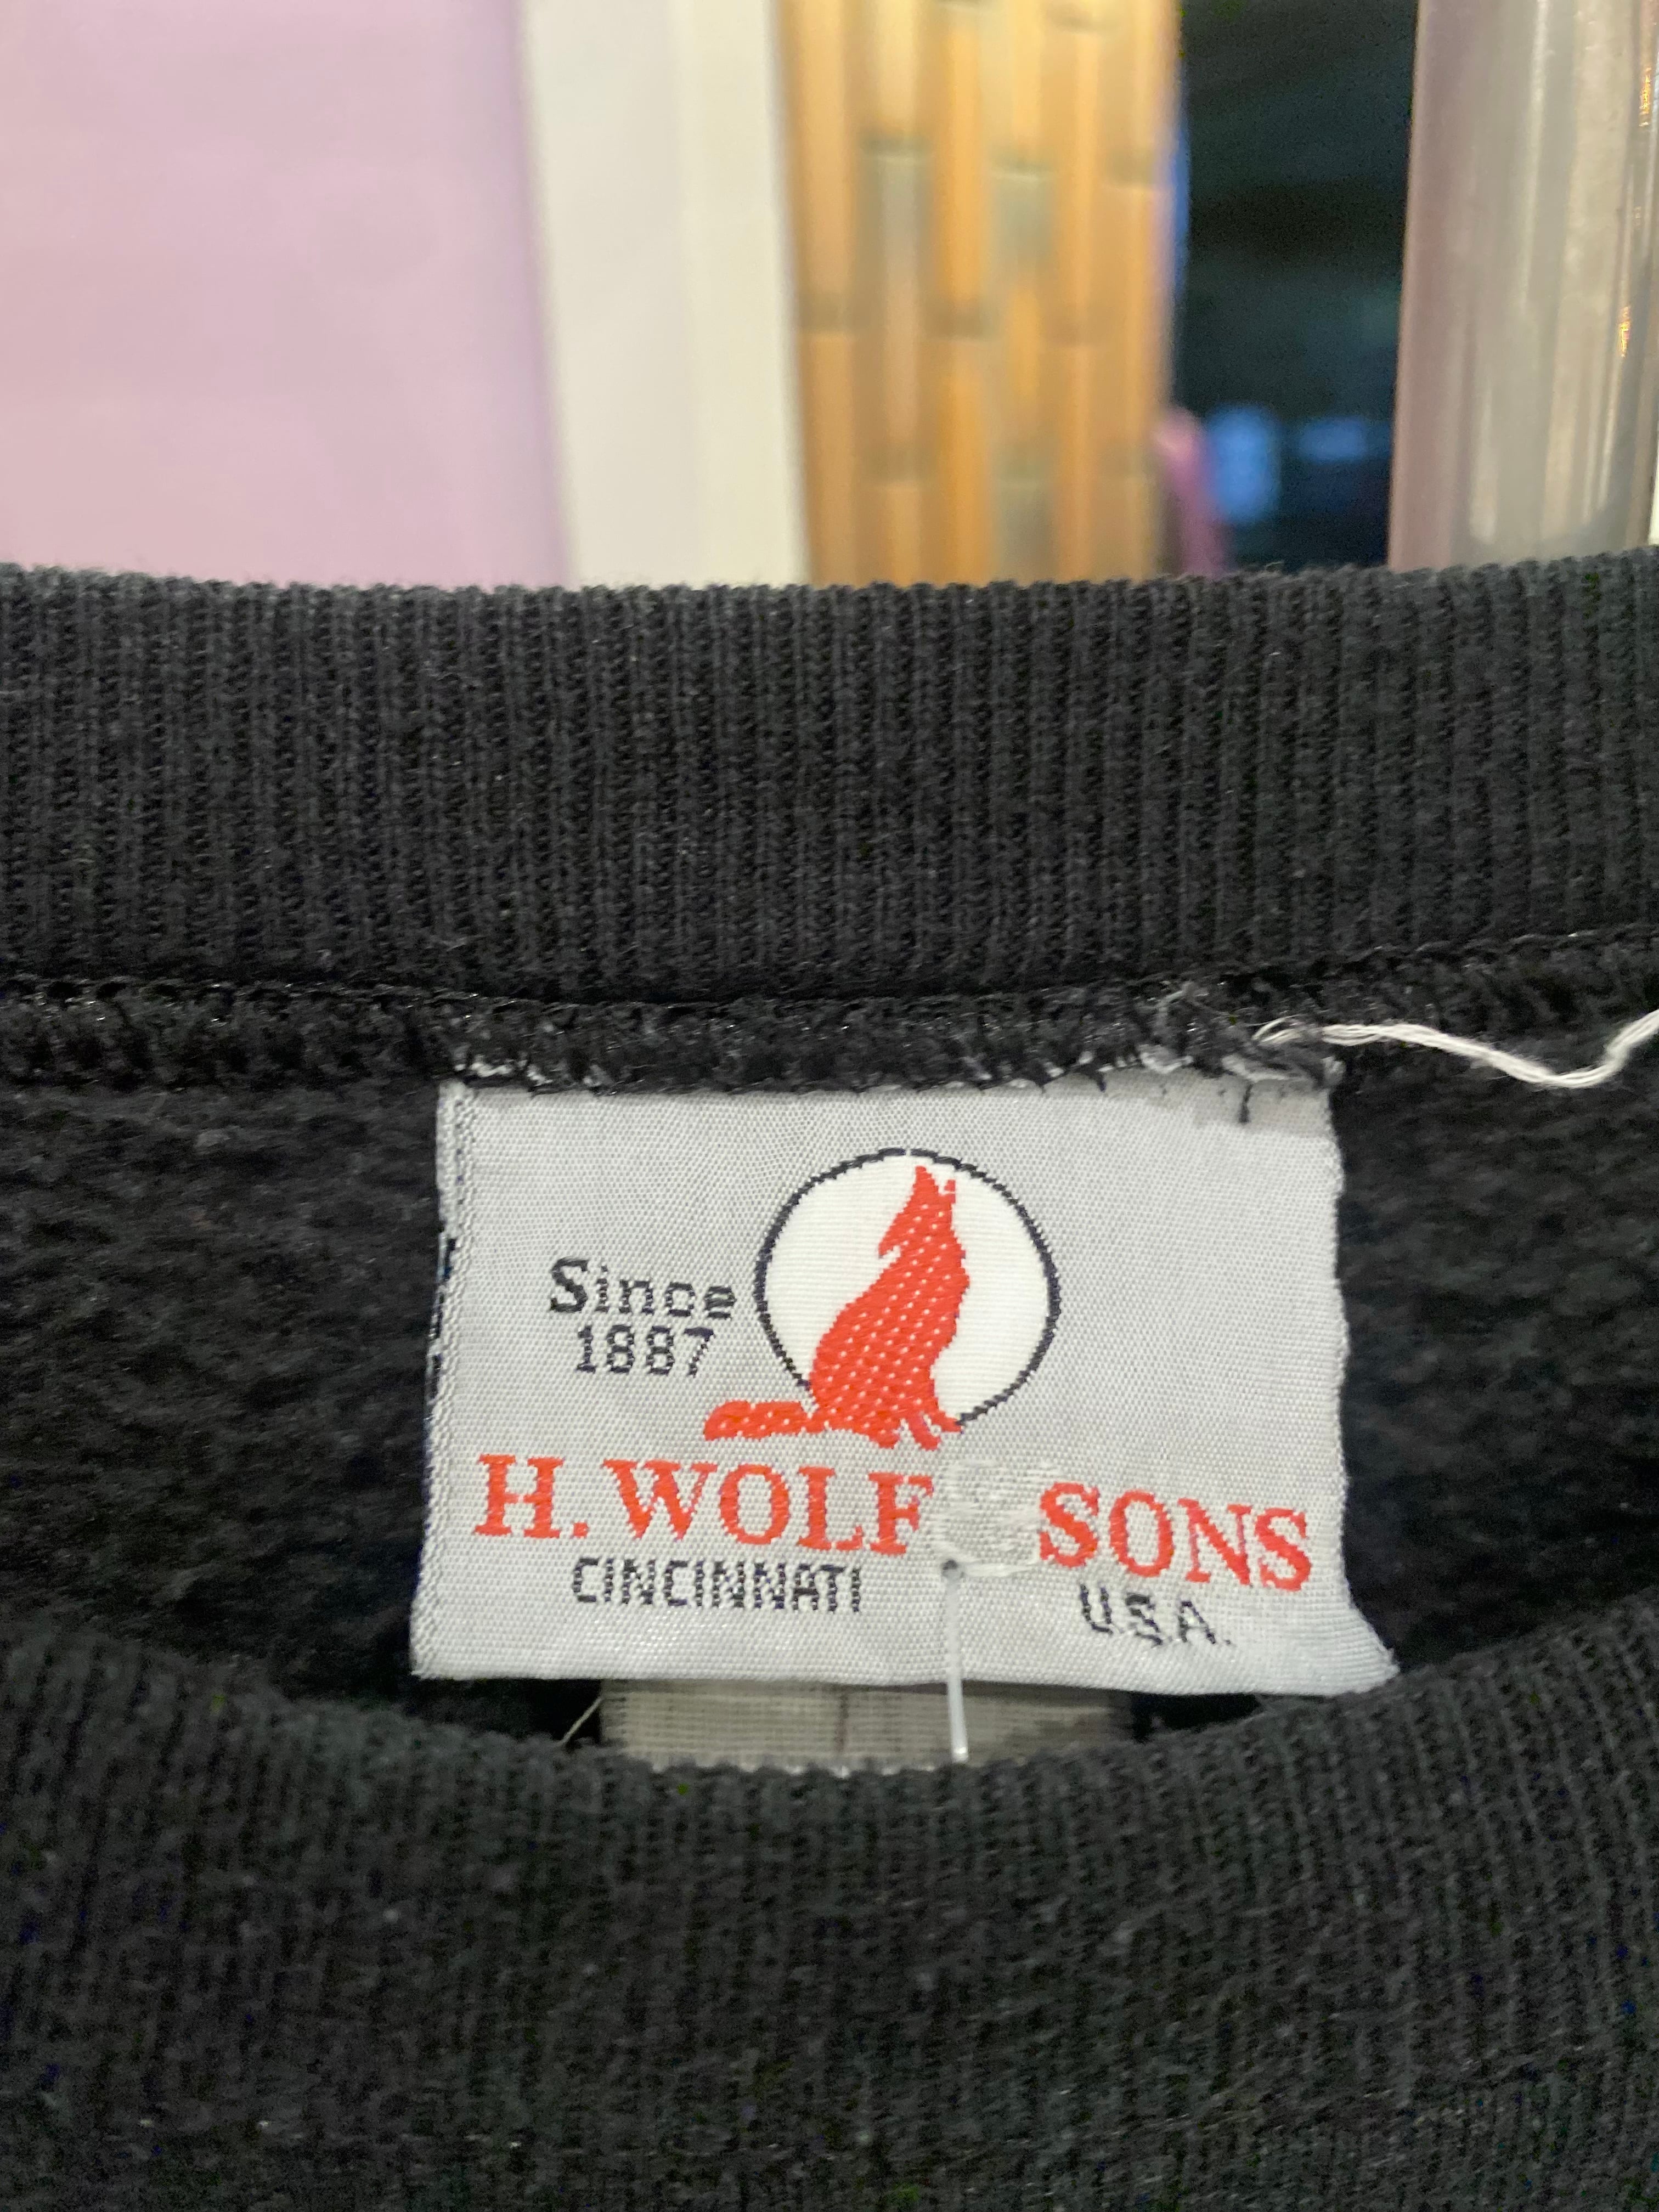 Since
1887
H. WOLF SONS
CINCINNATI U.S.A.